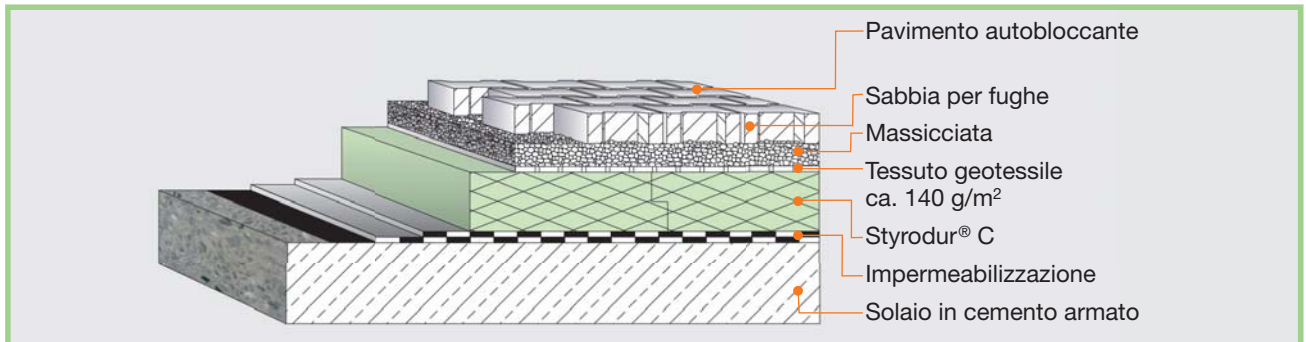 Pavimento autobloccante
Sabbia per fughe
Massicciata
Tessuto geotessile
ca. 140 g/m²
Styrodur® C
Impermeabilizzazione
Solaio in cemento armato